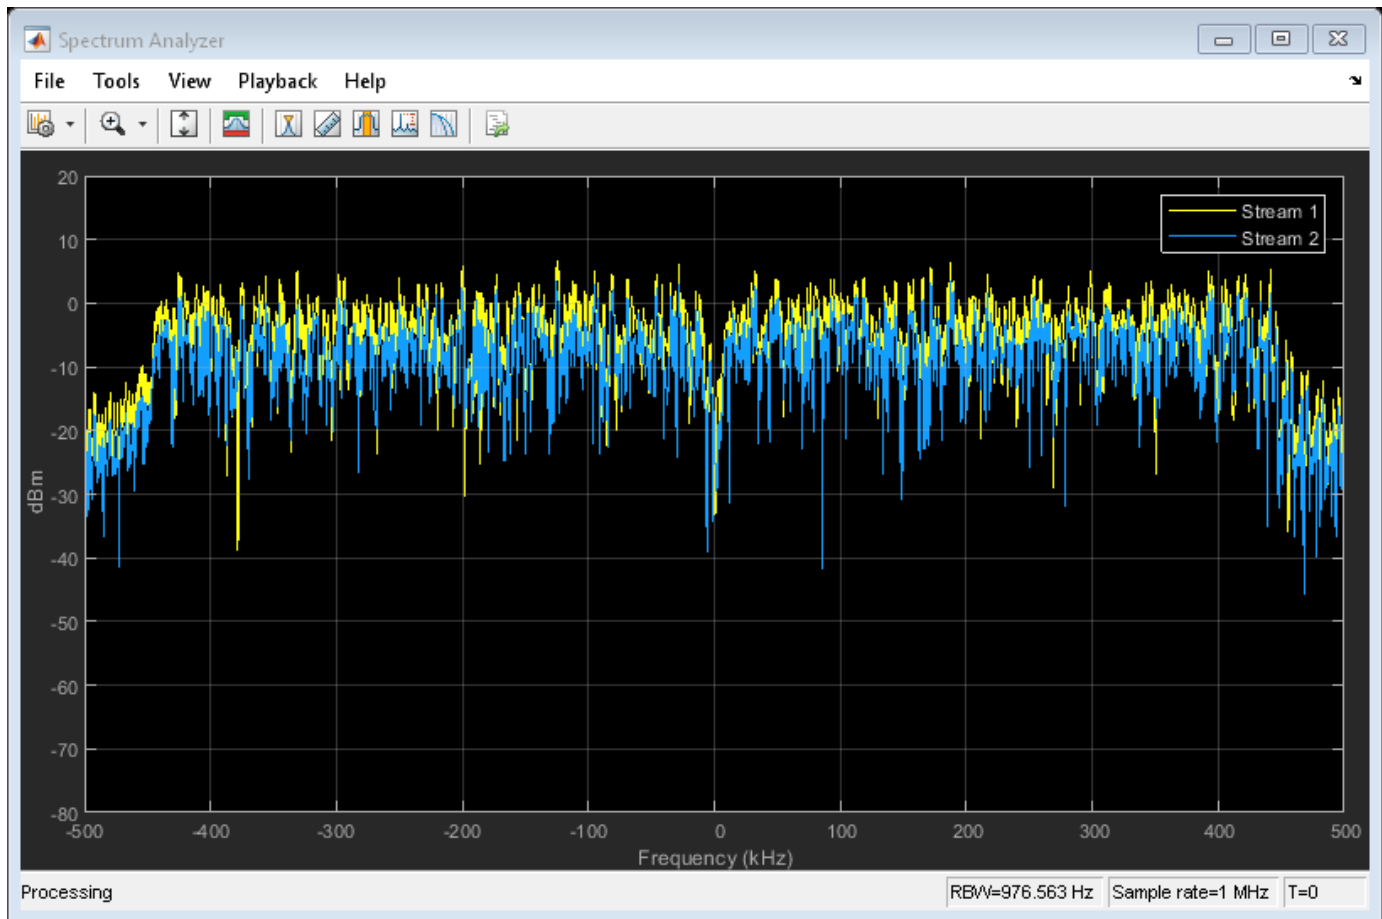 Spectrum Analyzer
File Tools View Playback Help
20
10
0
-10
-20
-30
-40
-50
-60
-70
-80
dBm
Stream 1
Stream 2
-500 -400 -300 -200 -100 0 100 200 300 400 500
Frequency (kHz)
Processing RBW=976.563 Hz Sample rate=1 MHz T=0